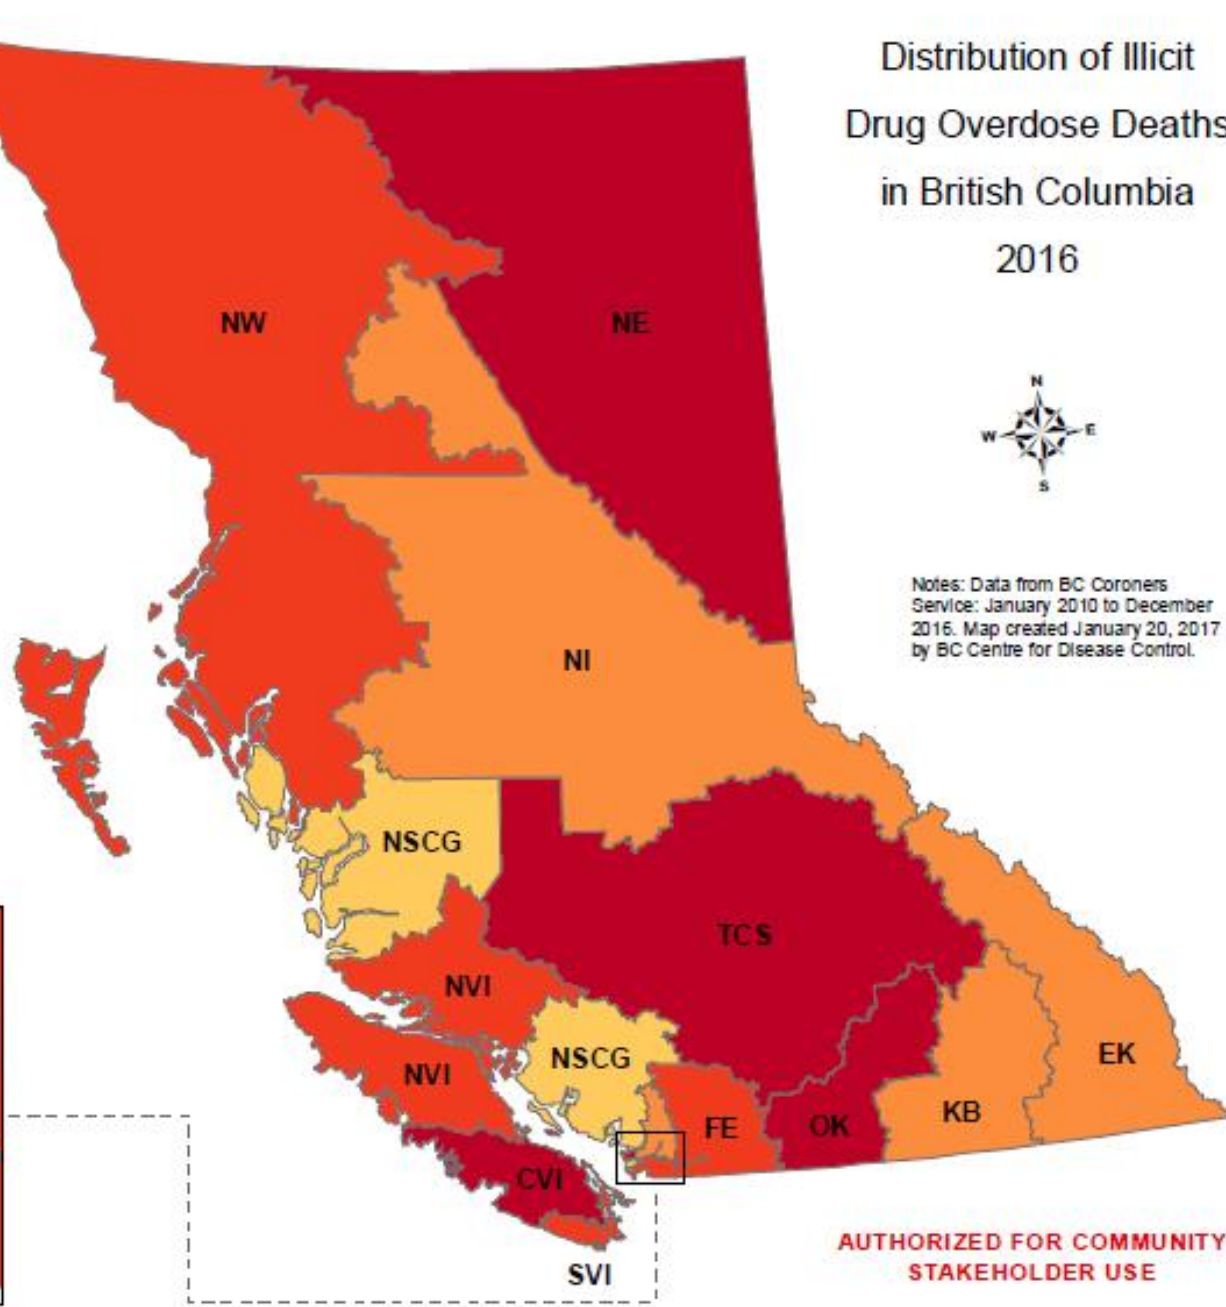 Distribution of Illicit
Drug Overdose Deaths
in British Columbia
2016
N
W
E
S
Notes: Data from BC Coroners
Service: January 2010 to December
2016. Map created January 20, 2017
by BC Centre for Disease Control.
NW
NE
NI
NSCG
TCS
NVI
NSCG
NVI
EK
KB
FE
OK
CVI
SVI
AUTHORIZED FOR COMMUNITY
STAKEHOLDER USE